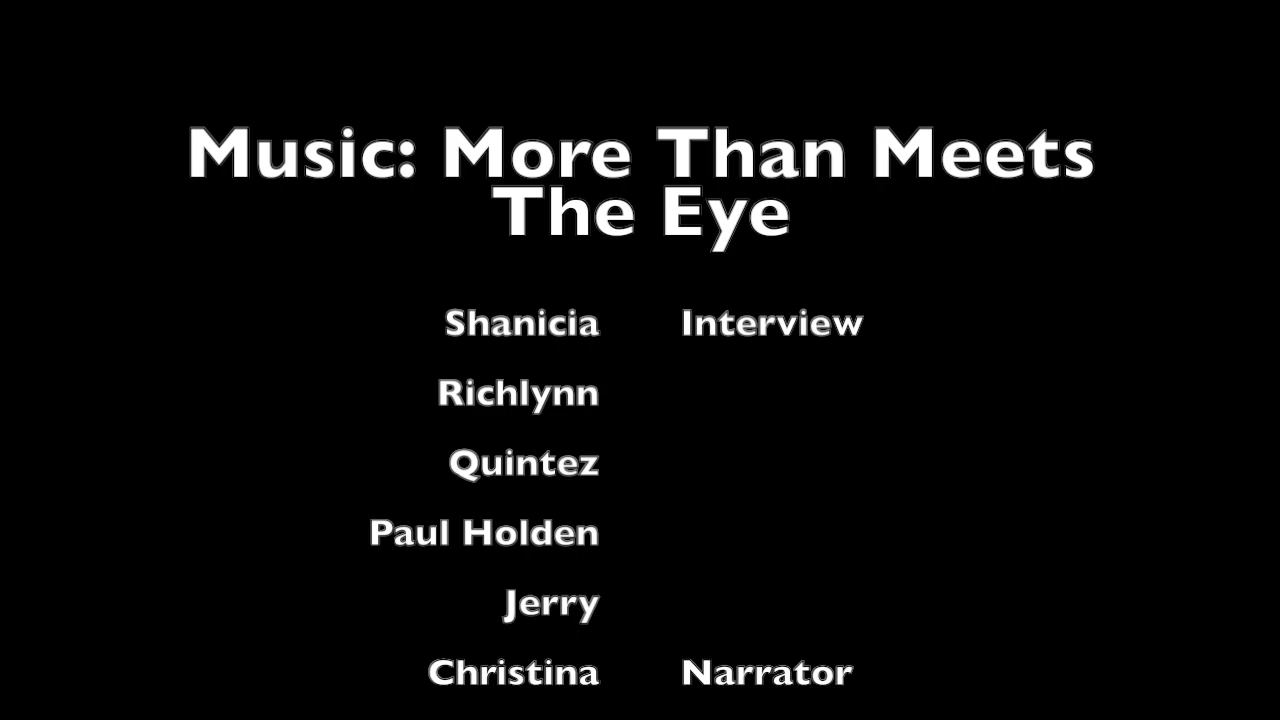 Music: More Than Meets
The Eye
Shanicia Interview
Richlynn
Quintez
Paul Holden
Jerry
Christina Narrator